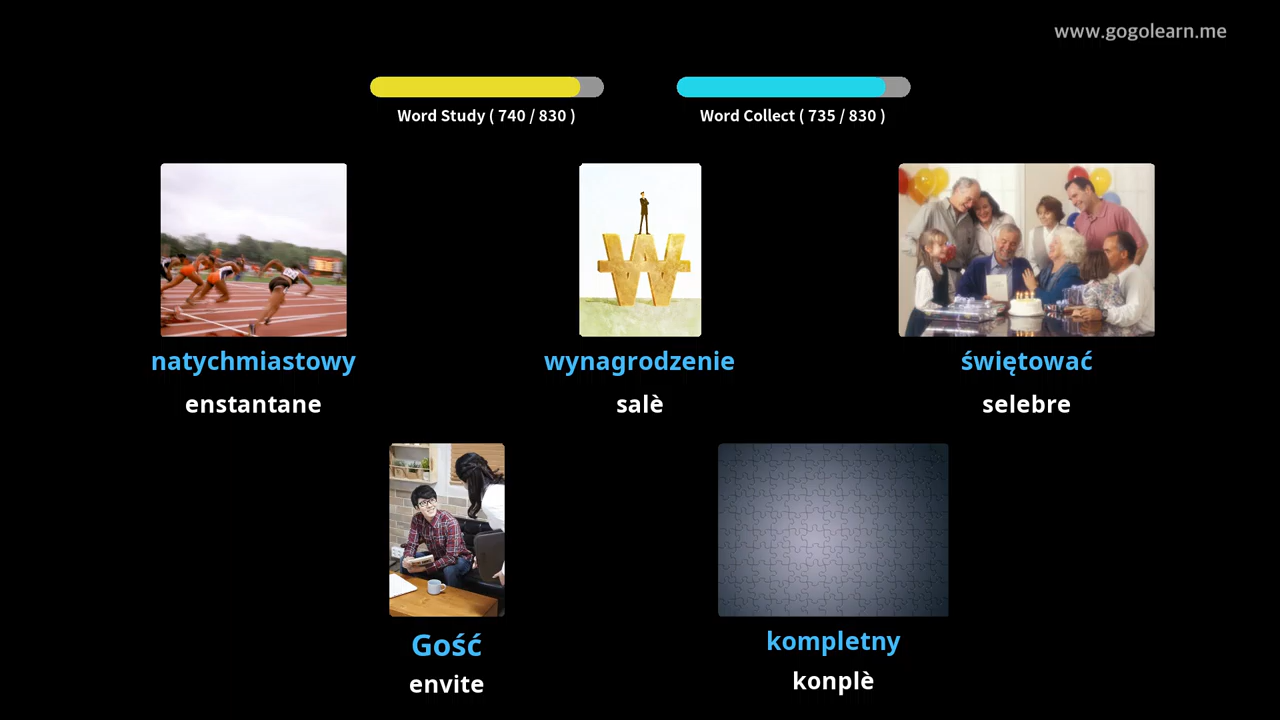 www.gogolearn.me
Word Study ( 740 / 830 )
Word Collect ( 735 / 830 )
natychmiastowy
enstantane
wynagrodzenie
salè
świętować
selebre
Gość
envite
kompletny
konplè